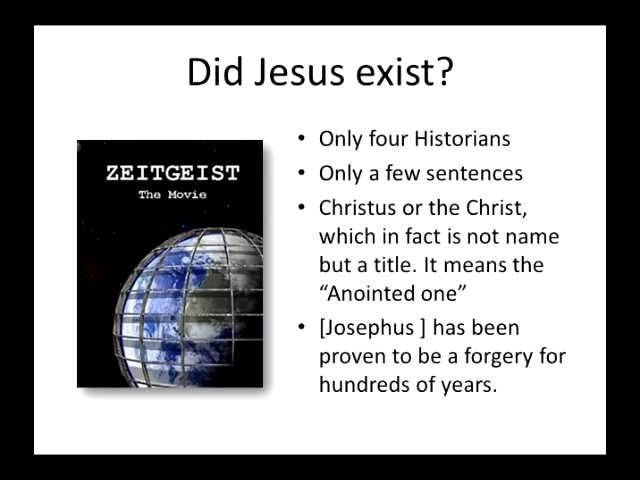 Did Jesus exist?
ZEITGEIST
The Movie
• Only four Historians
• Only a few sentences
• Christus or the Christ,
which in fact is not name
but a title. It means the
“Anointed one”
• [Josephus ] has been
proven to be a forgery for
hundreds of years.